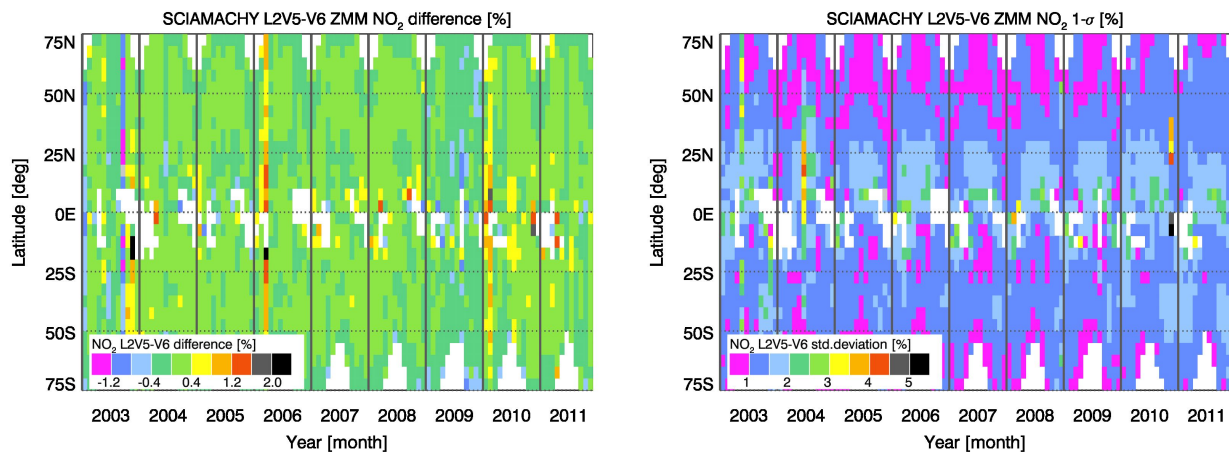 SCIAMACHY L2V5-V6 ZMM NO₂ difference [%]
75N
50N
25N
0E
25S
50S
75S
Latitude [deg]
NO₂ L2V5-V6 difference [%]
-1.2 -0.4 0.4 1.2 2.0
2003 2004 2005 2006 2007 2008 2009 2010 2011
Year [month]
SCIAMACHY L2V5-V6 ZMM NO₂ 1-σ [%]
75N
50N
25N
0E
25S
50S
75S
Latitude [deg]
NO₂ L2V5-V6 std.deviation [%]
1 2 3 4 5
2003 2004 2005 2006 2007 2008 2009 2010 2011
Year [month]